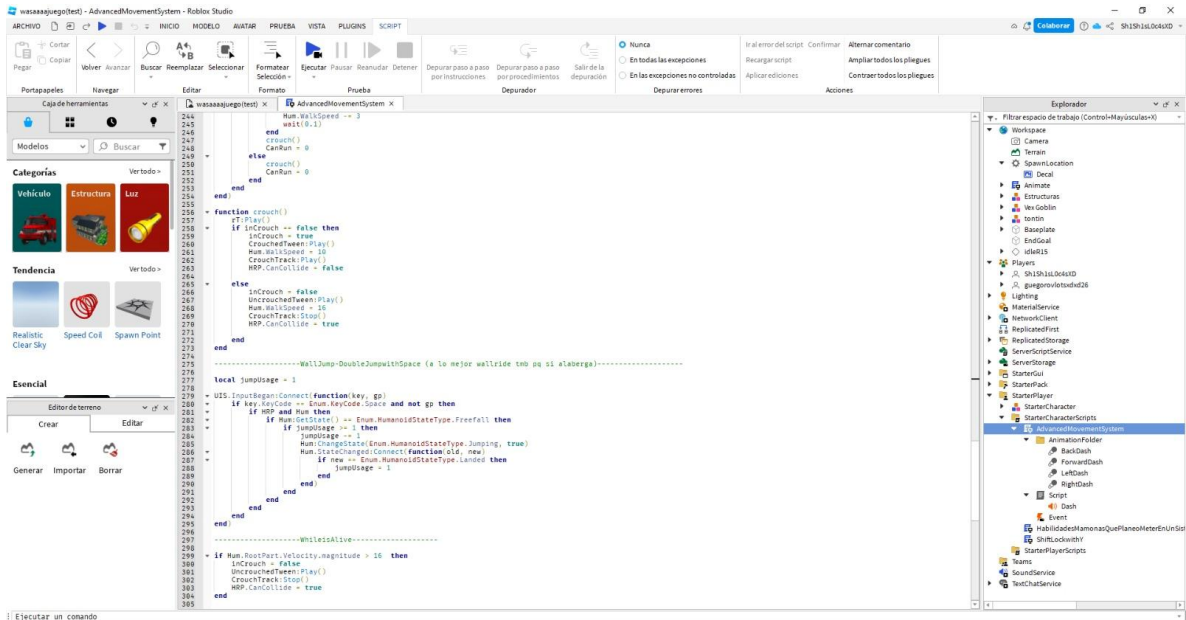 wasaaaajuego(test) - AdvancedMovementSystem - Roblox Studio
ARCHIVO INICIO MODELO AVATAR PRUEBA VISTA PLUGINS SCRIPT Colaborar Sh1Sh1sL0c4sXD
Pegar Cortar Copiar Volver Avanzar Buscar Reemplazar Seleccionar Formatear Selección Ejecutar Pausar Reanudar Detener Depurar paso a paso por instrucciones Depurar paso a paso por procedimientos Salir de la depuración
Nunca
En todas las excepciones
En las excepciones no controladas
Ir al error del script Confirmar Alternar comentario
Recargar script Ampliar todos los pliegues
Aplicar ediciones Contraer todos los pliegues
Portapapeles Navegar Editar Formato Prueba Depurador Depurar errores Acciones
Caja de herramientas
Modelos Buscar
Categorías Ver todo >
Vehículo Estructura Luz
Tendencia Ver todo >
Realistic Clear Sky Speed Coil Spawn Point
Esencial
Editor de terreno
Crear Editar
Generar Importar Borrar
wasaaaajuego(test) × AdvancedMovementSystem ×
244 Hum.WalkSpeed -= 3
245 wait(0.1)
246 end
247 crouch()
248 CanRun = 0
249 else
250 crouch()
251 CanRun = 0
252 end
253 end
254 end)
255
256 function crouch()
257 rT:Play()
258 if inCrouch == false then
259 inCrouch = true
260 CrouchedTween:Play()
261 Hum.WalkSpeed = 10
262 CrouchTrack:Play()
263 HRP.CanCollide = false
264
265 else
266 inCrouch = false
267 UncrouchedTween:Play()
268 Hum.WalkSpeed = 16
269 CrouchTrack:Stop()
270 HRP.CanCollide = true
271
272 end
273 end
274
275 --------------------WallJump-DoubleJumpwithSpace (a lo mejor wallride tmb pq si alaberga)--------------------
276
277 local jumpUsage = 1
278
279 UIS.InputBegan:Connect(function(key, gp)
280 if key.KeyCode == Enum.KeyCode.Space and not gp then
281 if HRP and Hum then
282 if Hum:GetState() == Enum.HumanoidStateType.Freefall then
283 if jumpUsage >= 1 then
284 jumpUsage -= 1
285 Hum:ChangeState(Enum.HumanoidStateType.Jumping, true)
286 Hum.StateChanged:Connect(function(old, new)
287 if new == Enum.HumanoidStateType.Landed then
288 jumpUsage = 1
289 end
290 end)
291 end
292 end
293 end
294 end
295 end)
296
297 --------------------WhileisAlive--------------------
298
299 if Hum.RootPart.Velocity.magnitude > 16 then
300 inCrouch = false
301 UncrouchedTween:Play()
302 CrouchTrack:Stop()
303 HRP.CanCollide = true
304 end
305
Explorador
Filtrar espacio de trabajo (Control+Mayúsculas+X)
Workspace
Camera
Terrain
SpawnLocation
Decal
Animate
Estructuras
Vex Goblin
tontin
Baseplate
EndGoal
idleR15
Players
Sh1Sh1sL0c4sXD
guegorovlotsxdxd26
Lighting
MaterialService
NetworkClient
ReplicatedFirst
ReplicatedStorage
ServerScriptService
ServerStorage
StarterGui
StarterPack
StarterPlayer
StarterCharacter
StarterCharacterScripts
AdvancedMovementSystem
AnimationFolder
BackDash
ForwardDash
LeftDash
RightDash
Script
Dash
Event
HabilidadesMamonasQuePlaneoMeterEnUnSist
ShiftLockwithY
StarterPlayerScripts
Teams
SoundService
TextChatService
Ejecutar un comando